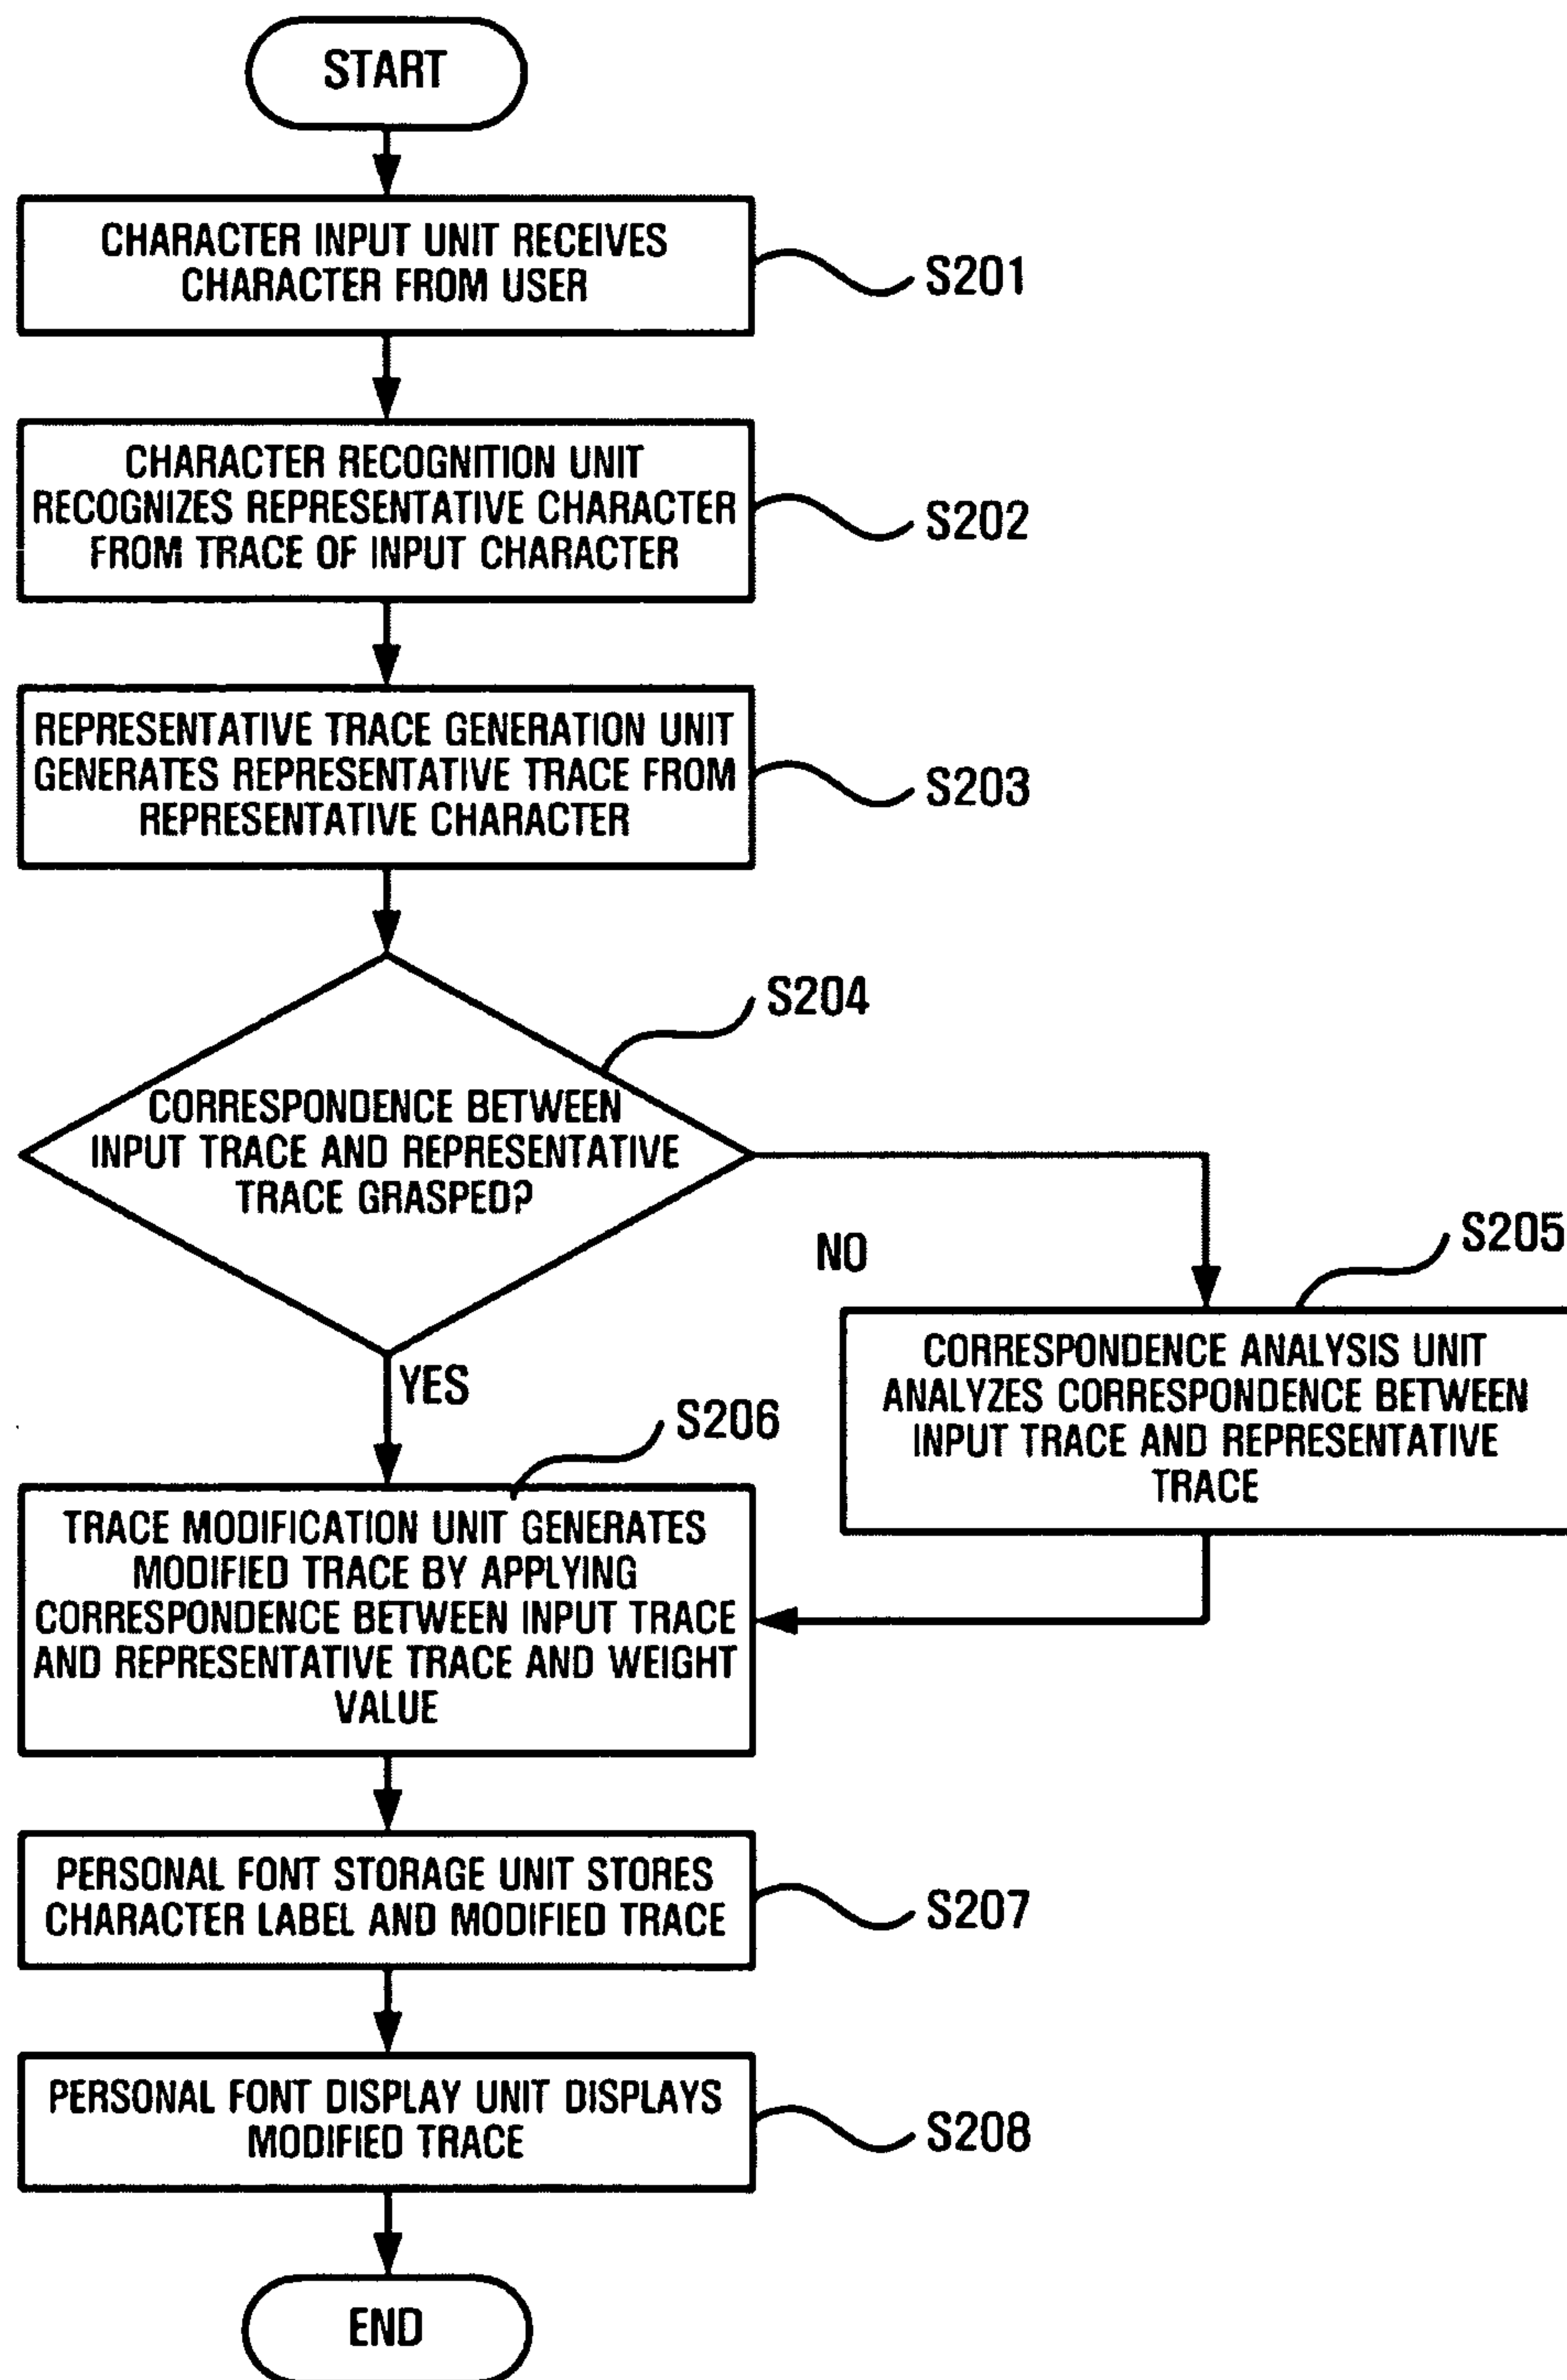 START
CHARACTER INPUT UNIT RECEIVES
CHARACTER FROM USER
S201
CHARACTER RECOGNITION UNIT
RECOGNIZES REPRESENTATIVE CHARACTER
FROM TRACE OF INPUT CHARACTER
S202
REPRESENTATIVE TRACE GENERATION UNIT
GENERATES REPRESENTATIVE TRACE FROM
REPRESENTATIVE CHARACTER
S203
S204
CORRESPONDENCE BETWEEN
INPUT TRACE AND REPRESENTATIVE
TRACE GRASPED?
NO
S205
CORRESPONDENCE ANALYSIS UNIT
ANALYZES CORRESPONDENCE BETWEEN
INPUT TRACE AND REPRESENTATIVE
TRACE
YES
S206
TRACE MODIFICATION UNIT GENERATES
MODIFIED TRACE BY APPLYING
CORRESPONDENCE BETWEEN INPUT TRACE
AND REPRESENTATIVE TRACE AND WEIGHT
VALUE
PERSONAL FONT STORAGE UNIT STORES
CHARACTER LABEL AND MODIFIED TRACE
S207
PERSONAL FONT DISPLAY UNIT DISPLAYS
MODIFIED TRACE
S208
END